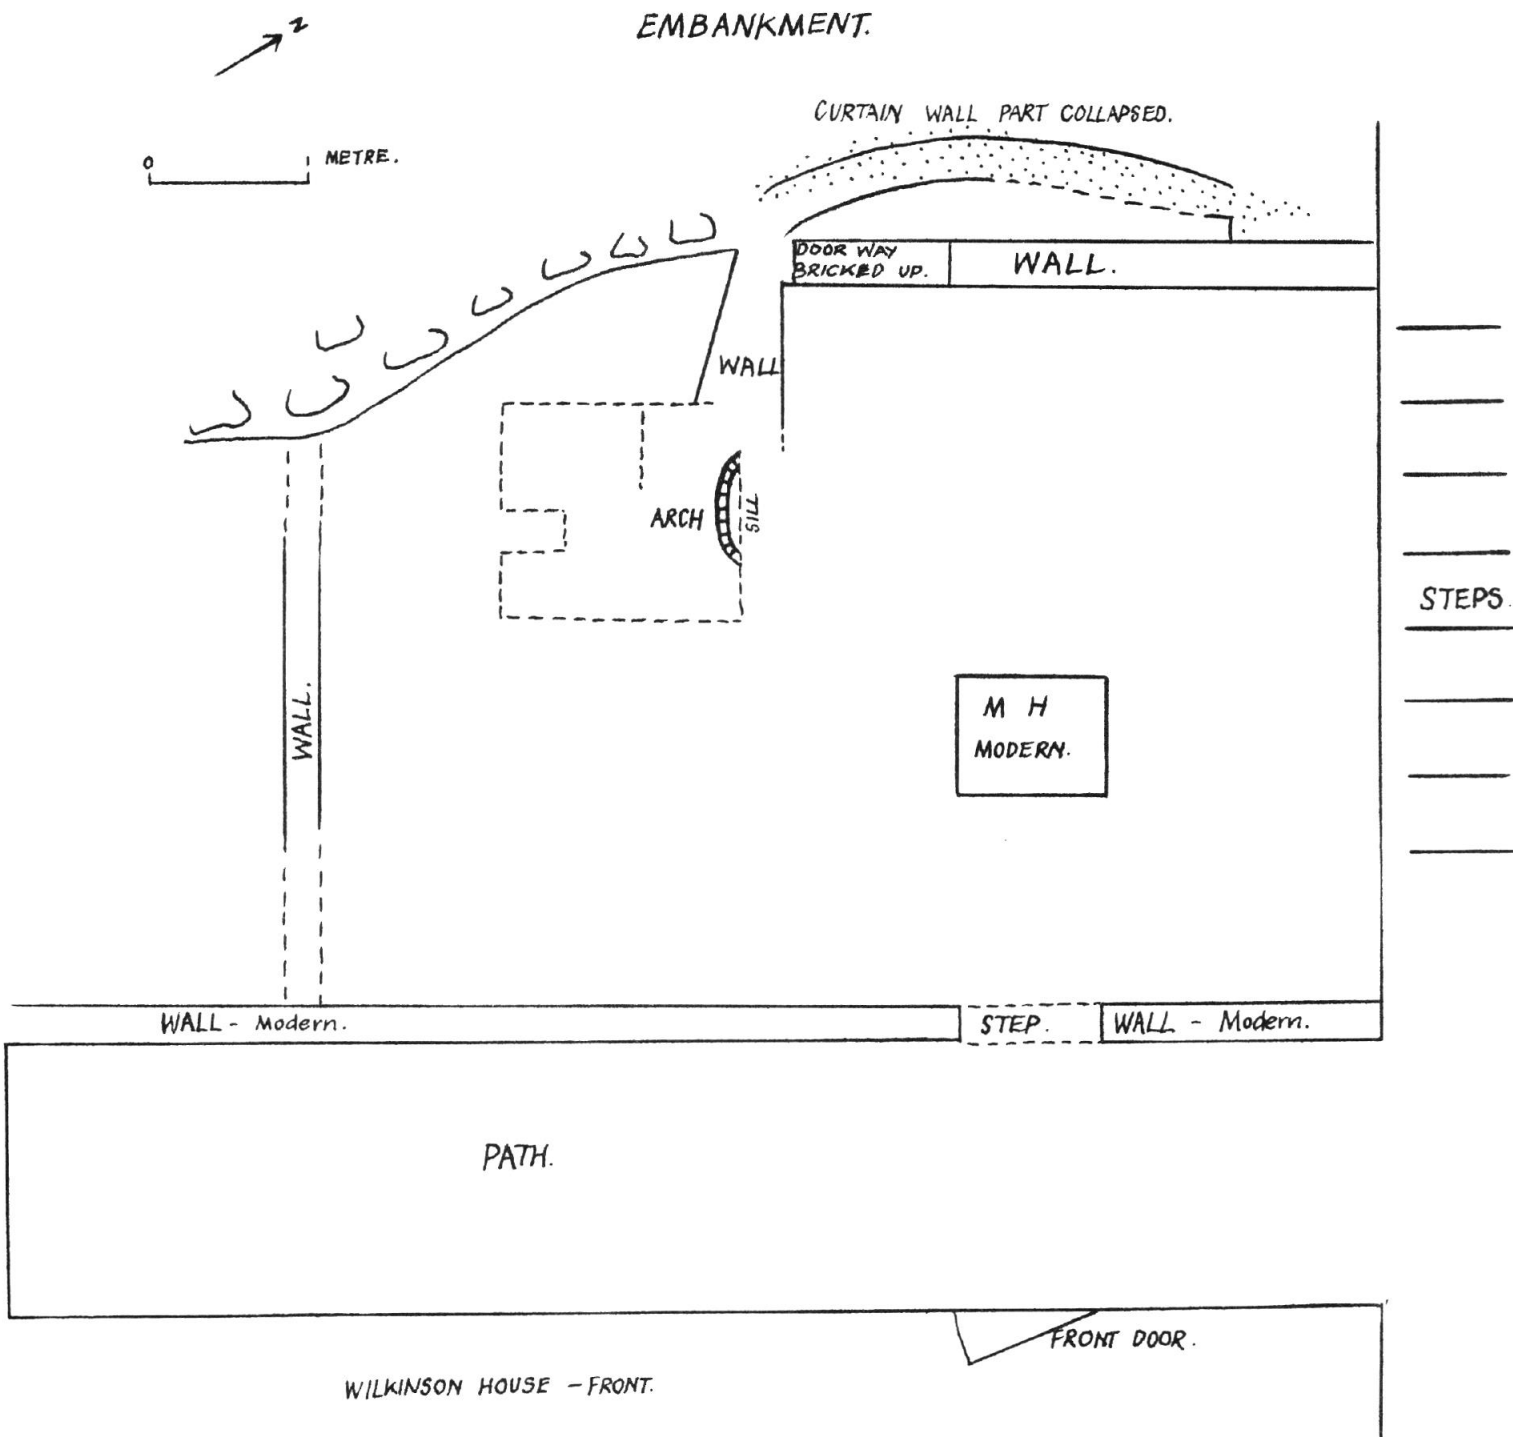 EMBANKMENT.
N
CURTAIN WALL PART COLLAPSED.
0 1 METRE.
DOOR WAY
BRICKED UP.
WALL.
WALL
ARCH
SILL
STEPS.
WALL.
M H
MODERN.
WALL - Modern.
STEP.
WALL - Modern.
PATH.
FRONT DOOR.
WILKINSON HOUSE - FRONT.